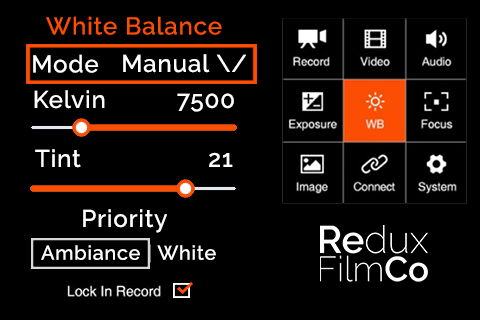 White Balance
Mode Manual \/
Kelvin 7500
Tint 21
Priority
Ambiance White
Lock In Record
Record Video Audio
Exposure WB Focus
Image Connect System
Redux
FilmCo